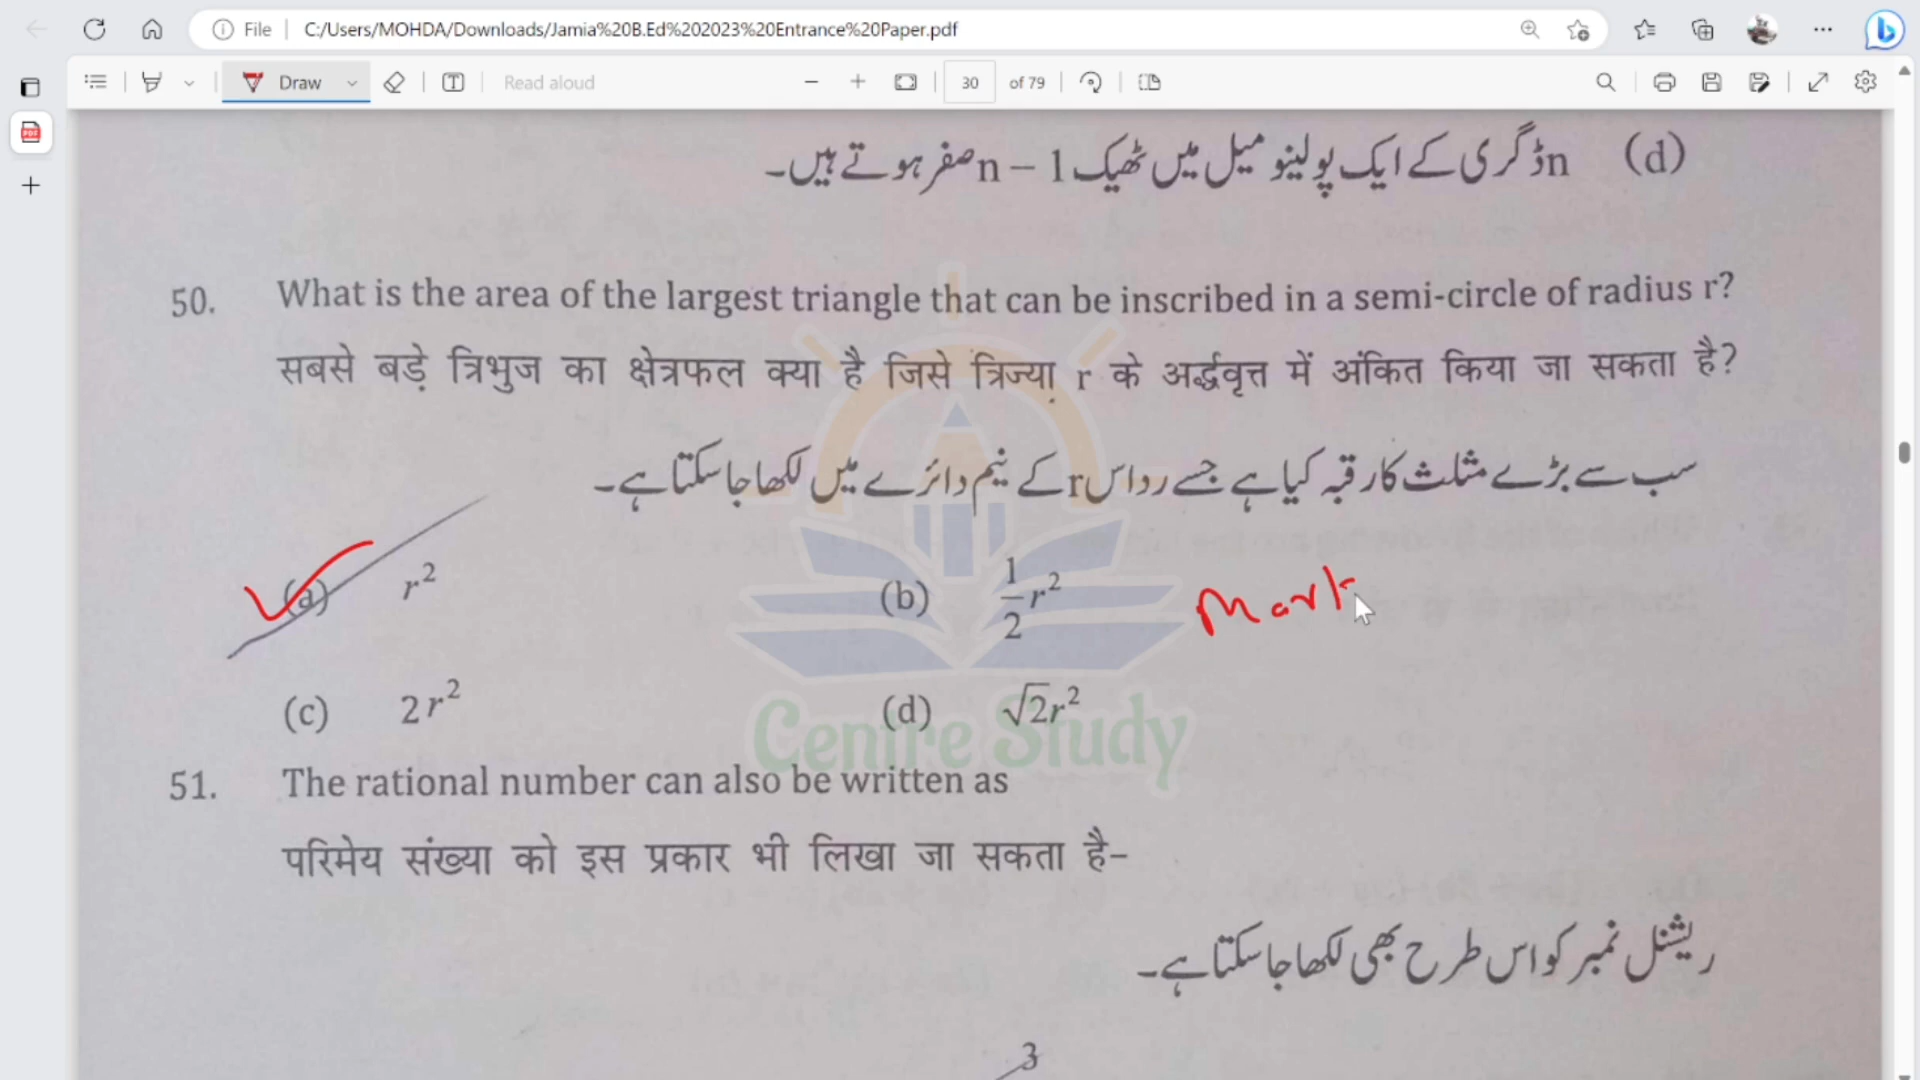 File
C:/Users/MOHDA/Downloads/Jamia%20B.Ed%202023%20Entrance%20Paper.pdf
Draw
Read aloud
30 of 79
(d) nڈگری کے ایک پولینومیل میں ٹھیک n – 1 صفر ہوتے ہیں۔
50. What is the area of the largest triangle that can be inscribed in a semi-circle of radius r?
सबसे बड़े त्रिभुज का क्षेत्रफल क्या है जिसे त्रिज्या r के अर्द्धवृत्त में अंकित किया जा सकता है?
سب سے بڑے مثلث کا رقبہ کیا ہے جسے رداس r کے نیم دائرے میں لکھا جا سکتا ہے۔
(a) r² (b) 1/2 r² Mark
(c) 2r² (d) √2r²
Centre Study
51. The rational number can also be written as
परिमेय संख्या को इस प्रकार भी लिखा जा सकता है-
ریشنل نمبر کو اس طرح بھی لکھا جا سکتا ہے۔
3